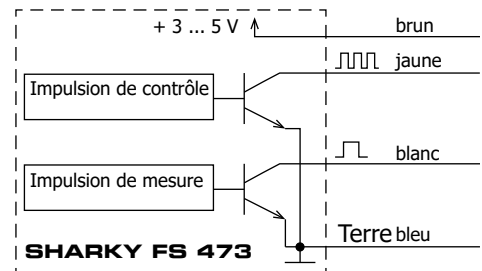 + 3 ... 5 V
brun
jaune
Impulsion de contrôle
blanc
Impulsion de mesure
Terre bleu
SHARKY FS 473